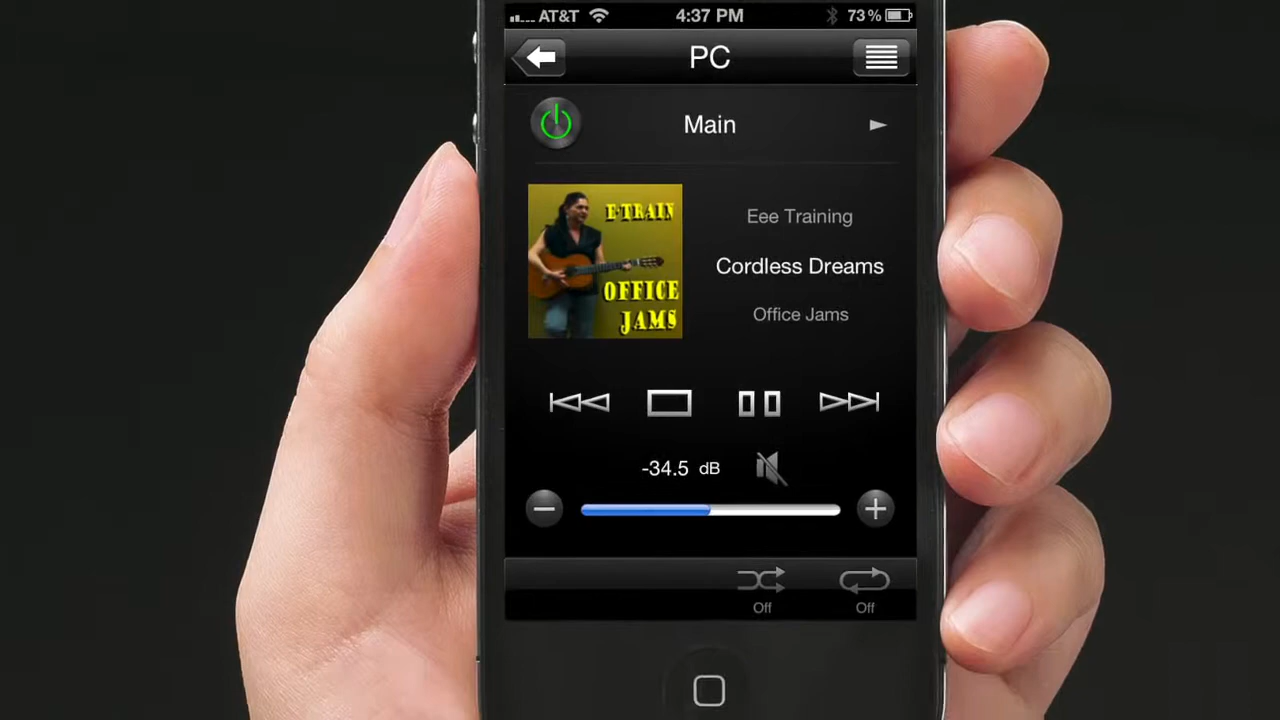 AT&T 4:37 PM 73%
PC
Main
E-TRAIN
OFFICE
JAMS
Eee Training
Cordless Dreams
Office Jams
-34.5 dB
Off Off